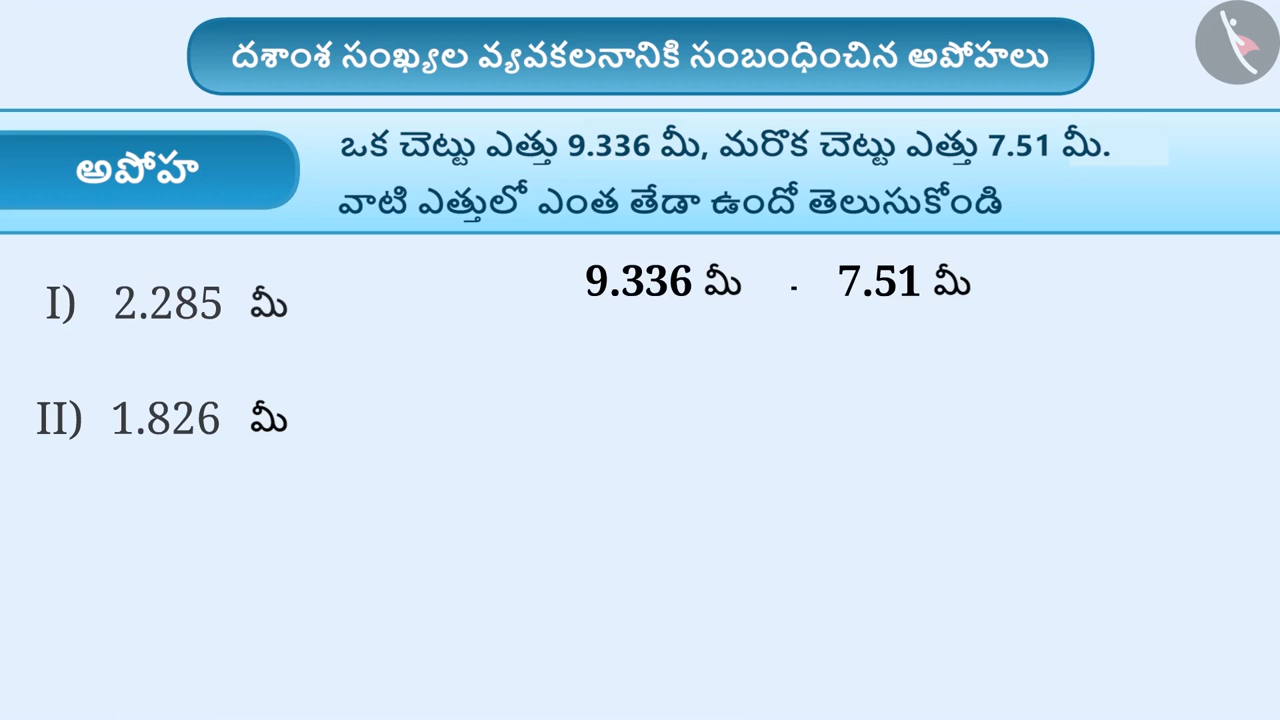 దశాంశ సంఖ్యల వ్యవకలనానికి సంబంధించిన అపోహలు
అపోహ
ఒక చెట్టు ఎత్తు 9.336 మీ, మరొక చెట్టు ఎత్తు 7.51 మీ.
వాటి ఎత్తులో ఎంత తేడా ఉందో తెలుసుకోండి
9.336 మీ - 7.51 మీ
I) 2.285 మీ
II) 1.826 మీ